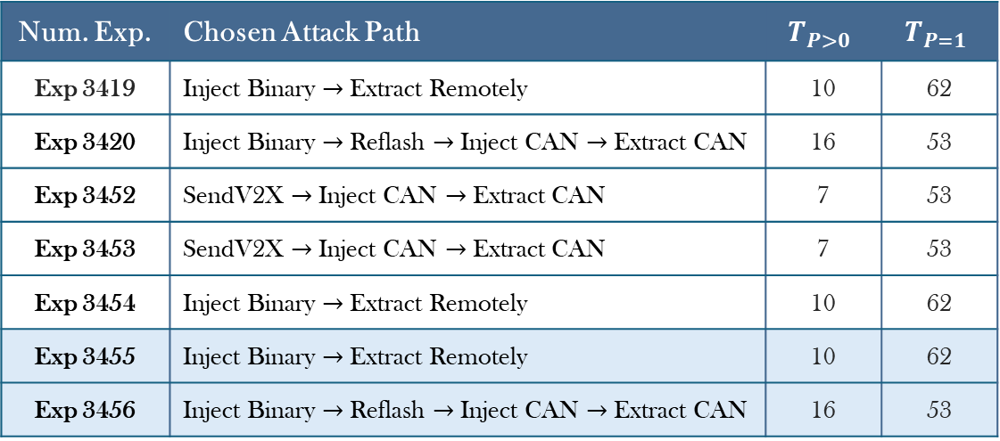 Num. Exp. Chosen Attack Path T P>0 T P=1
Exp 3419 Inject Binary → Extract Remotely 10 62
Exp 3420 Inject Binary → Reflash → Inject CAN → Extract CAN 16 53
Exp 3452 SendV2X → Inject CAN → Extract CAN 7 53
Exp 3453 SendV2X → Inject CAN → Extract CAN 7 53
Exp 3454 Inject Binary → Extract Remotely 10 62
Exp 3455 Inject Binary → Extract Remotely 10 62
Exp 3456 Inject Binary → Reflash → Inject CAN → Extract CAN 16 53